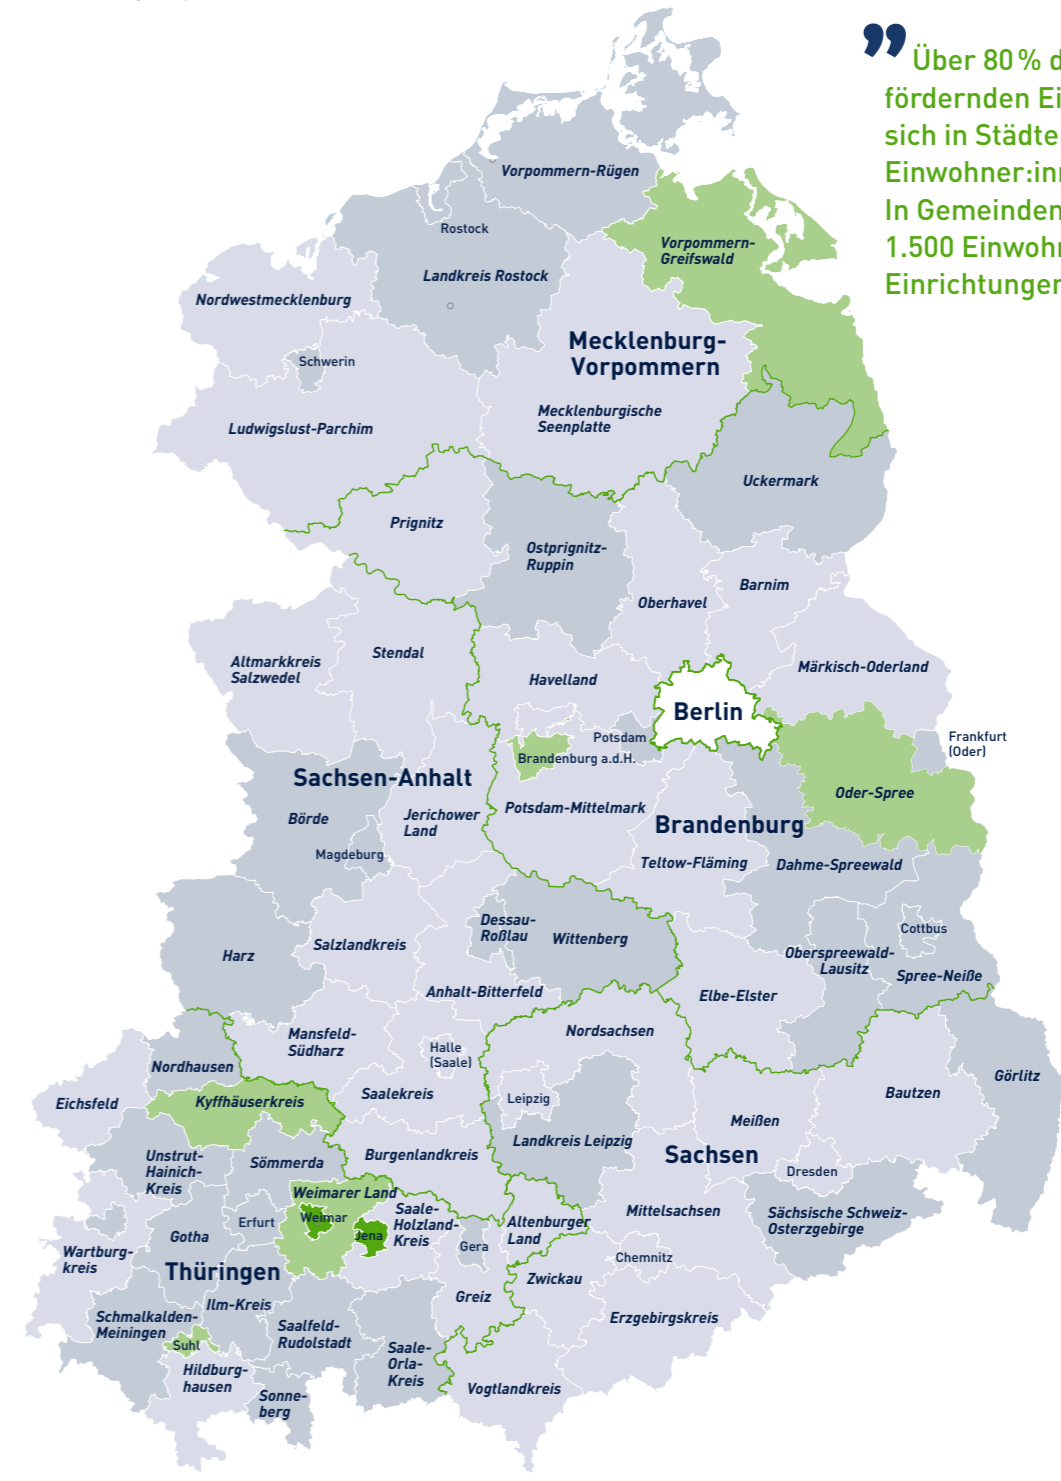 ” Über 80 % d
fördernden Ei
sich in Städte
Einwohner:in
In Gemeinden
1.500 Einwoh
Einrichtunge
Vorpommern-Rügen
Rostock
Vorpommern-
Greifswald
Landkreis Rostock
Nordwestmecklenburg
Mecklenburg-
Vorpommern
Schwerin
Mecklenburgische
Seenplatte
Ludwigslust-Parchim
Uckermark
Prignitz
Ostprignitz-
Ruppin
Barnim
Oberhavel
Stendal
Altmarkkreis
Salzwedel
Märkisch-Oderland
Havelland
Berlin
Potsdam
Frankfurt
(Oder)
Brandenburg a.d.H.
Sachsen-Anhalt
Oder-Spree
Potsdam-Mittelmark
Börde
Jerichower
Land
Brandenburg
Magdeburg
Teltow-Fläming
Dahme-Spreewald
Dessau-
Roßlau
Cottbus
Salzlandkreis
Wittenberg
Harz
Oberspreewald-
Lausitz
Spree-Neiße
Anhalt-Bitterfeld
Elbe-Elster
Nordsachsen
Mansfeld-
Südharz
Halle
(Saale)
Nordhausen
Görlitz
Saalekreis
Bautzen
Leipzig
Eichsfeld
Kyffhäuserkreis
Meißen
Landkreis Leipzig
Burgenlandkreis
Sachsen
Unstrut-
Hainich-
Kreis
Sömmerda
Dresden
Weimarer Land
Saale-
Holzland-
Kreis
Mittelsachsen
Sächsische Schweiz-
Osterzgebirge
Weimar
Erfurt
Altenburger
Land
Jena
Gotha
Gera
Wartburg-
kreis
Chemnitz
Thüringen
Zwickau
Greiz
Ilm-Kreis
Schmalkalden-
Meiningen
Erzgebirgskreis
Saalfeld-
Rudolstadt
Suhl
Saale-
Orla-
Kreis
Hildburg-
hausen
Vogtlandkreis
Sonne-
berg